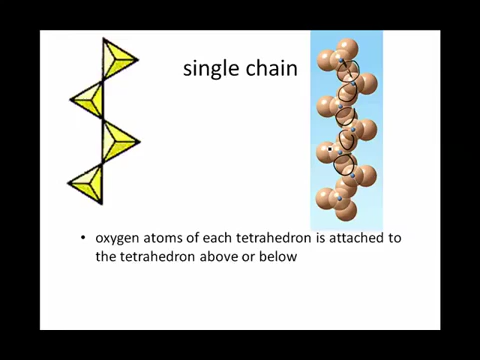 single chain
• oxygen atoms of each tetrahedron is attached to
the tetrahedron above or below